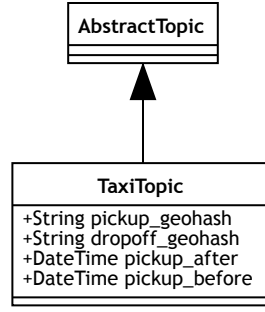 AbstractTopic
TaxiTopic
+String pickup_geohash
+String dropoff_geohash
+DateTime pickup_after
+DateTime pickup_before